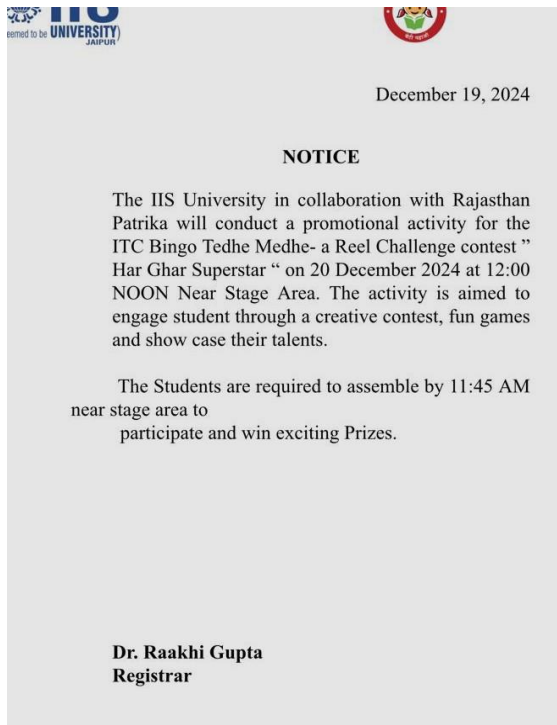 IIS
eemed to be UNIVERSITY)
JAIPUR
बेटी पढ़ाओ
December 19, 2024
NOTICE
The IIS University in collaboration with Rajasthan
Patrika will conduct a promotional activity for the
ITC Bingo Tedhe Medhe- a Reel Challenge contest ”
Har Ghar Superstar “ on 20 December 2024 at 12:00
NOON Near Stage Area. The activity is aimed to
engage student through a creative contest, fun games
and show case their talents.
The Students are required to assemble by 11:45 AM
near stage area to
participate and win exciting Prizes.
Dr. Raakhi Gupta
Registrar